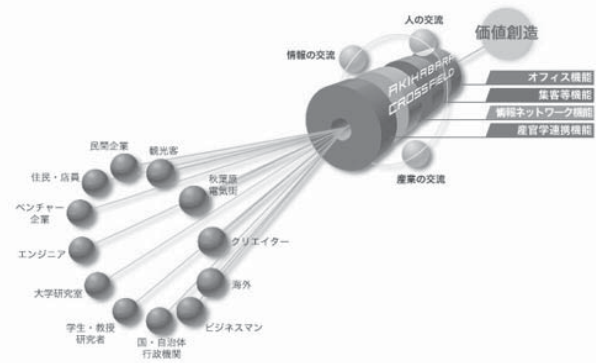 人の交流
価値創造
情報の交流
AKIHABARA
CROSSFIELD
オフィス機能
集客等機能
情報ネットワーク機能
産官学連携機能
産業の交流
民間企業
観光客
住民・店員
秋葉原
電気街
ベンチャー
企業
クリエイター
エンジニア
海外
大学研究室
ビジネスマン
学生・教授
研究者
国・自治体
行政機関